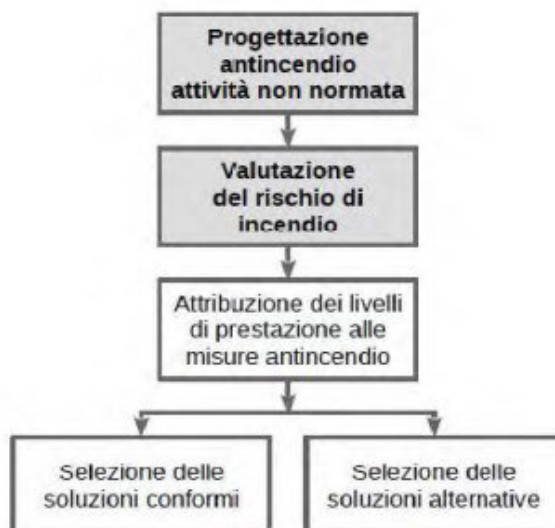 Progettazione
antincendio
attività non normata
Valutazione
del rischio di
incendio
Attribuzione dei livelli
di prestazione alle
misure antincendio
Selezione delle
soluzioni conformi
Selezione delle
soluzioni alternative